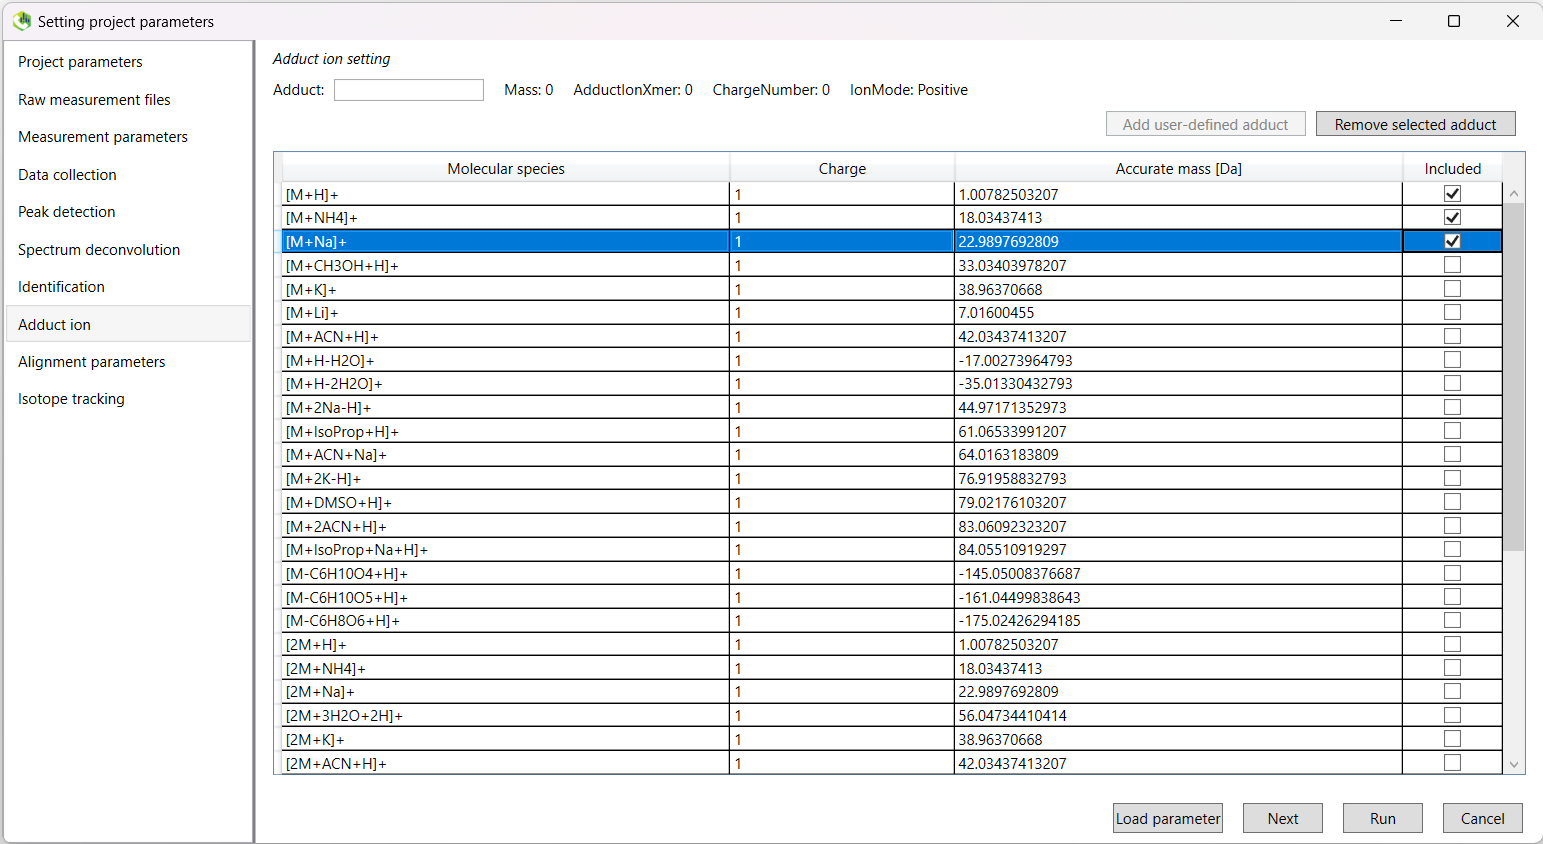 Setting project parameters
Project parameters
Raw measurement files
Measurement parameters
Data collection
Peak detection
Spectrum deconvolution
Identification
Adduct ion
Alignment parameters
Isotope tracking
Adduct ion setting
Adduct: Mass: 0 AdductIonXmer: 0 ChargeNumber: 0 IonMode: Positive
Add user-defined adduct Remove selected adduct
Molecular species Charge Accurate mass [Da] Included
[M+H]+ 1 1.00782503207
[M+NH4]+ 1 18.03437413
[M+Na]+ 1 22.9897692809
[M+CH3OH+H]+ 1 33.03403978207
[M+K]+ 1 38.96370668
[M+Li]+ 1 7.01600455
[M+ACN+H]+ 1 42.03437413207
[M+H-H2O]+ 1 -17.00273964793
[M+H-2H2O]+ 1 -35.01330432793
[M+2Na-H]+ 1 44.97171352973
[M+IsoProp+H]+ 1 61.06533991207
[M+ACN+Na]+ 1 64.0163183809
[M+2K-H]+ 1 76.91958832793
[M+DMSO+H]+ 1 79.02176103207
[M+2ACN+H]+ 1 83.06092323207
[M+IsoProp+Na+H]+ 1 84.05510919297
[M-C6H10O4+H]+ 1 -145.05008376687
[M-C6H10O5+H]+ 1 -161.04499838643
[M-C6H8O6+H]+ 1 -175.02426294185
[2M+H]+ 1 1.00782503207
[2M+NH4]+ 1 18.03437413
[2M+Na]+ 1 22.9897692809
[2M+3H2O+2H]+ 1 56.04734410414
[2M+K]+ 1 38.96370668
[2M+ACN+H]+ 1 42.03437413207
Load parameter Next Run Cancel